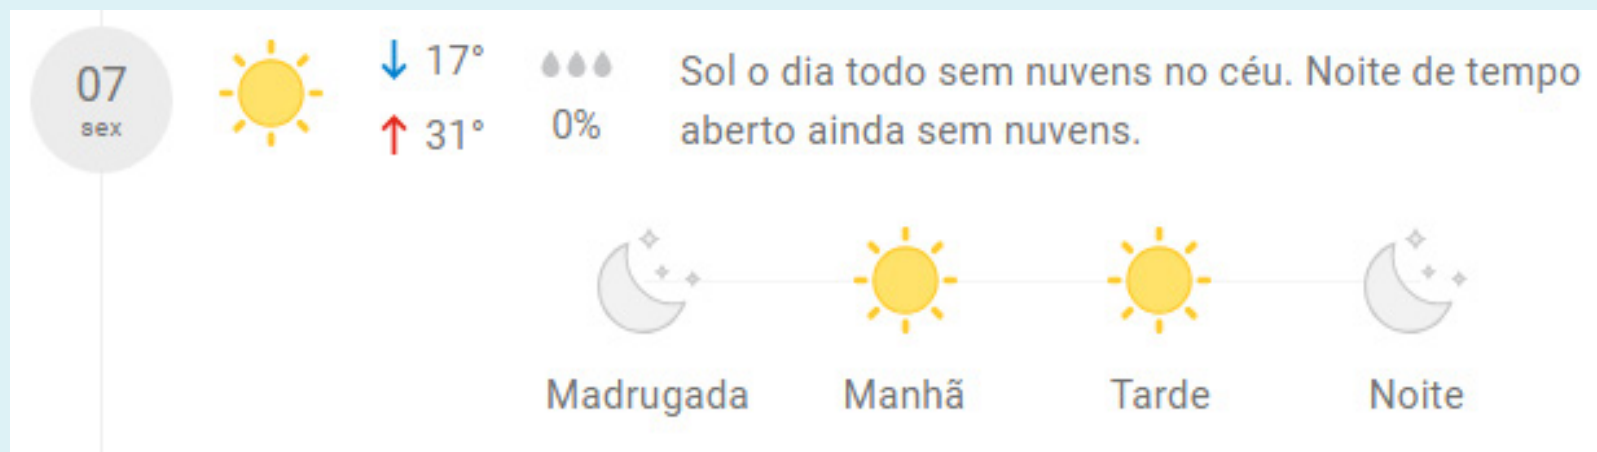 07
sex
17°
31°
0%
Sol o dia todo sem nuvens no céu. Noite de tempo
aberto ainda sem nuvens.
Madrugada Manhã Tarde Noite